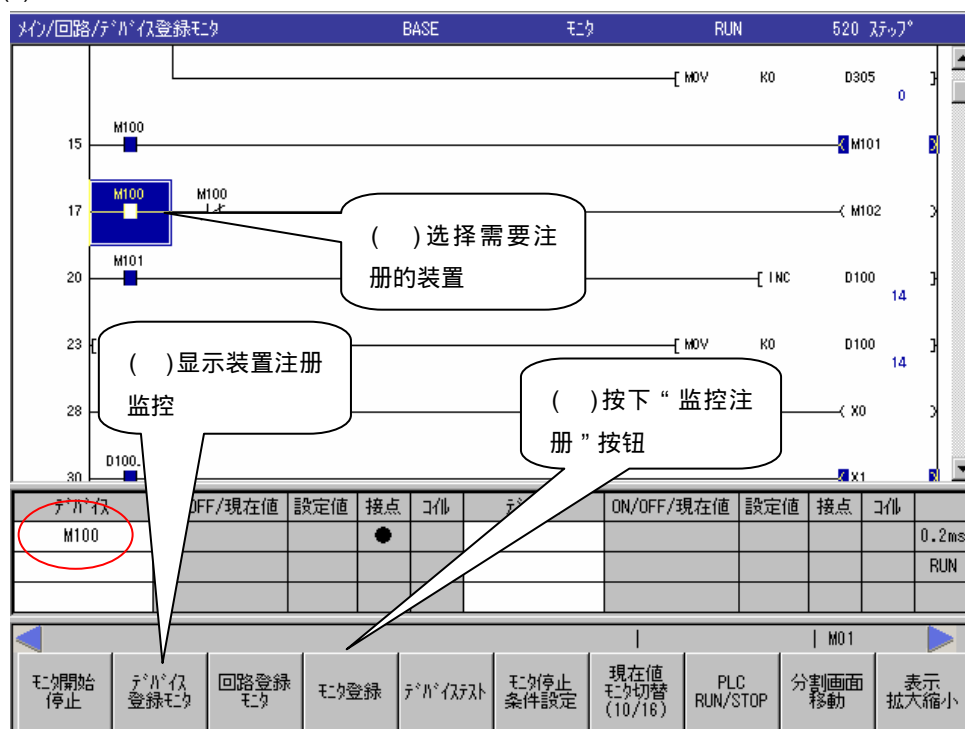 メイン/回路/デバイス登録モニタ BASE モニタ RUN 520 ステップ
[ MOV K0 D305 ]
0
M100
15 ( M101 )
M100 M100
17 ( M102 )
( )选择需要注
册的装置
M101
20 [ INC D100 ]
14
23 [ MOV K0 D100 ]
14
( )显示装置注册
监控
( )按下“监控注
册”按钮
28 ( X0 )
D100.
30 ( X1 )
デバイス OFF/現在値 設定値 接点 コイル ON/OFF/現在値 設定値 接点 コイル
M100 ● 0.2ms
RUN
M01
モニタ開始
停止
デバイス
登録モニタ
回路登録
モニタ
モニタ登録
デバイステスト
モニタ停止
条件設定
現在値
モニタ切替
(10/16)
PLC
RUN/STOP
分割画面
移動
表示
拡大縮小